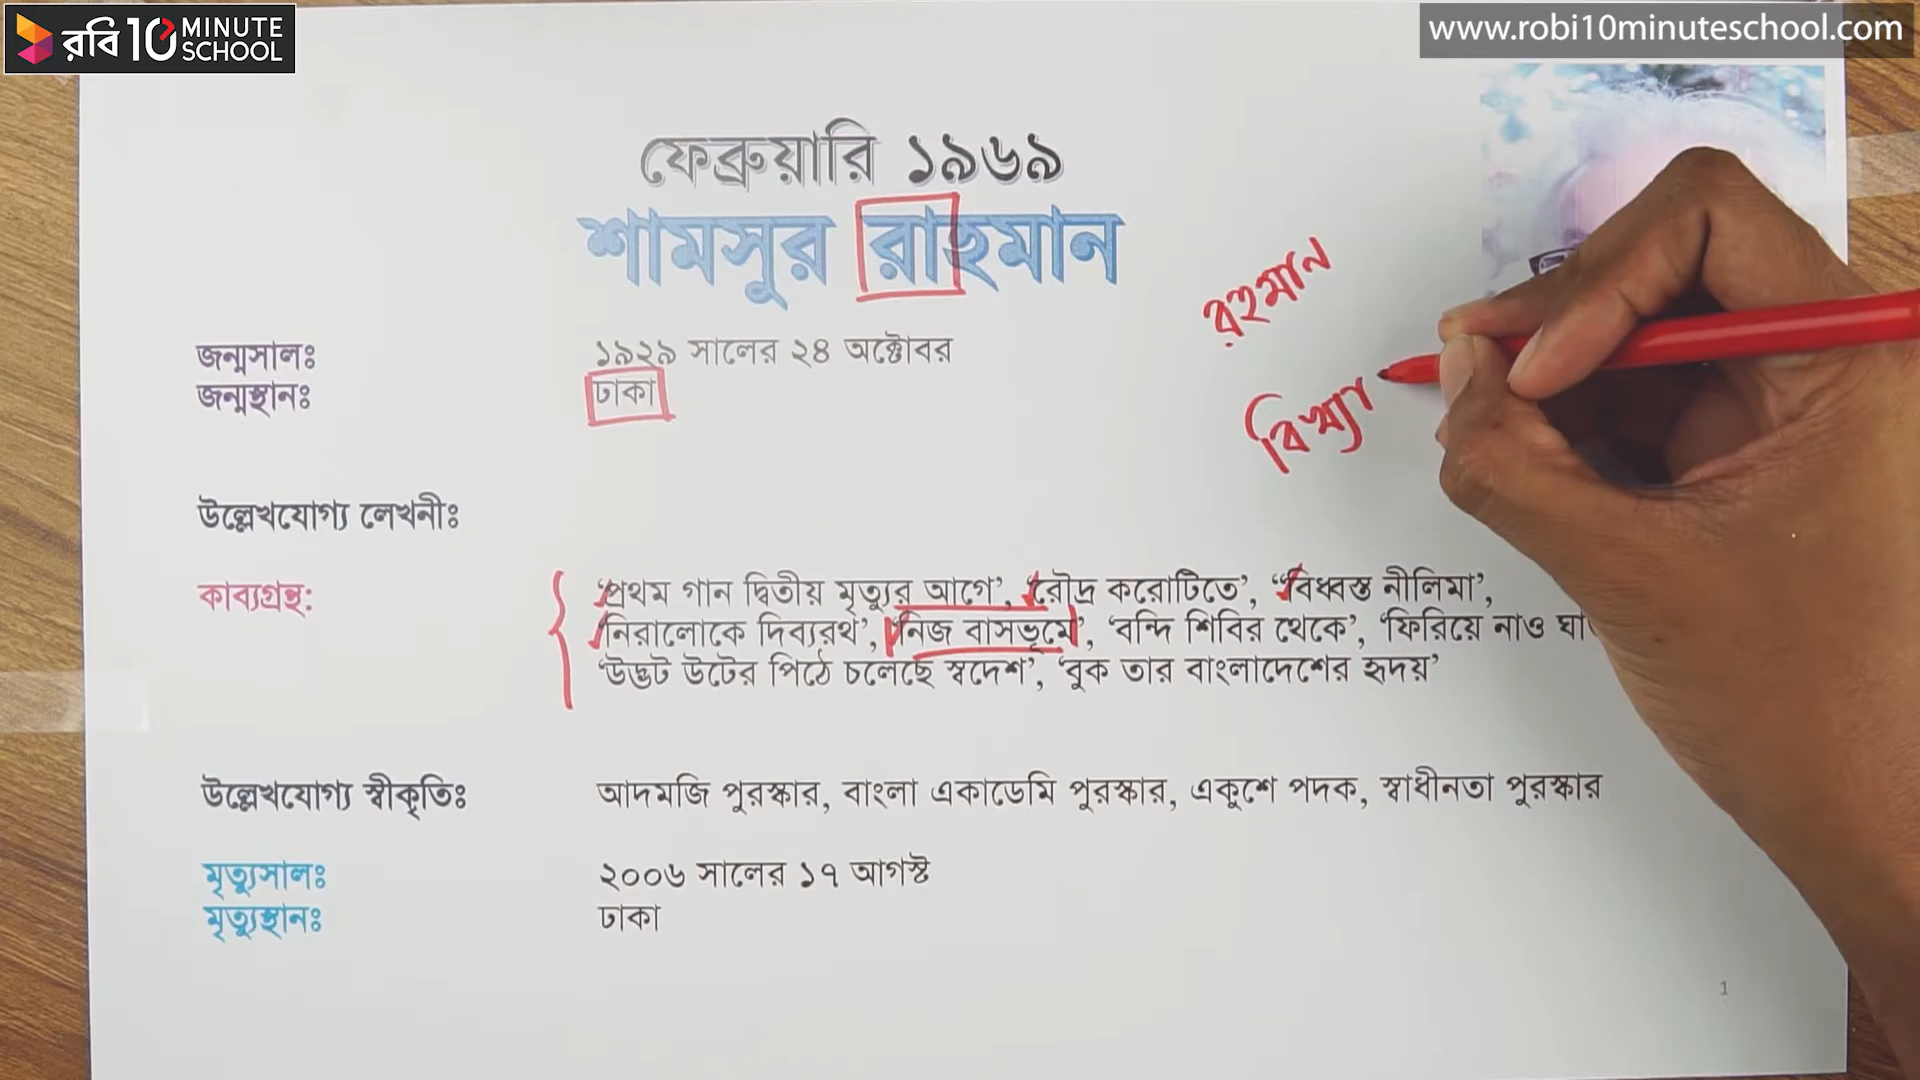 রবি 10 MINUTE SCHOOL
www.robi10minuteschool.com
ফেব্রুয়ারি ১৯৬৯
শামসুর রাহমান
রহমান
জন্মসালঃ ১৯২৯ সালের ২৪ অক্টোবর
জন্মস্থানঃ ঢাকা
বিখ্যা
উল্লেখযোগ্য লেখনীঃ
কাব্যগ্রন্থ: ‘প্রথম গান দ্বিতীয় মৃত্যুর আগে’, ‘রৌদ্র করোটিতে’, ‘বিধ্বস্ত নীলিমা’,
‘নিরালোকে দিব্যরথ’, ‘নিজ বাসভূমে’, ‘বন্দি শিবির থেকে’, ‘ফিরিয়ে নাও
‘উদ্ভট উটের পিঠে চলেছে স্বদেশ’, ‘বুক তার বাংলাদেশের হৃদয়’
উল্লেখযোগ্য স্বীকৃতিঃ আদমজি পুরস্কার, বাংলা একাডেমি পুরস্কার, একুশে পদক, স্বাধীনতা পুরস্কার
মৃত্যুসালঃ ২০০৬ সালের ১৭ আগস্ট
মৃত্যুস্থানঃ ঢাকা
1